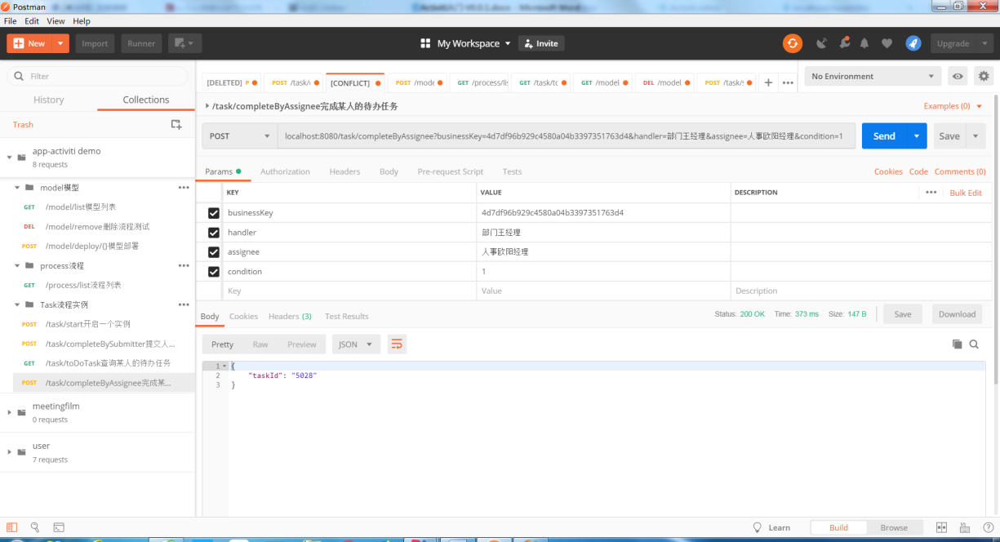 Postman
File Edit View Help
New Import Runner My Workspace Invite Upgrade
Filter
History Collections
Trash
app-activiti demo
8 requests
model模型
GET /model/list模型列表
DEL /model/remove删除流程测试
POST /model/deploy/{}模型部署
process流程
GET /process/list流程列表
Task流程实例
POST /task/start开启一个实例
POST /task/completeBySubmitter提交人...
GET /task/toDoTask查询某人的待办任务
POST /task/completeByAssignee完成某...
meetingfilm
0 requests
user
7 requests
[DELETED] P POST /task/ [CONFLICT] POST /mode GET /process/li GET /task/tc GET /model DEL /model POST /task/s + ...
No Environment
/task/completeByAssignee完成某人的待办任务
Examples (0)
POST localhost:8080/task/completeByAssignee?businessKey=4d7df96b929c4580a04b3397351763d4&handler=部门王经理&assignee=人事欧阳经理&condition=1 Send Save
Params Authorization Headers Body Pre-request Script Tests Cookies Code Comments (0)
KEY VALUE DESCRIPTION ... Bulk Edit
businessKey 4d7df96b929c4580a04b3397351763d4
handler 部门王经理
assignee 人事欧阳经理
condition 1
Key Value Description
Body Cookies Headers (3) Test Results Status: 200 OK Time: 373 ms Size: 147 B Save Download
Pretty Raw Preview JSON
1 {
2 "taskId": "5028"
3 }
Learn Build Browse